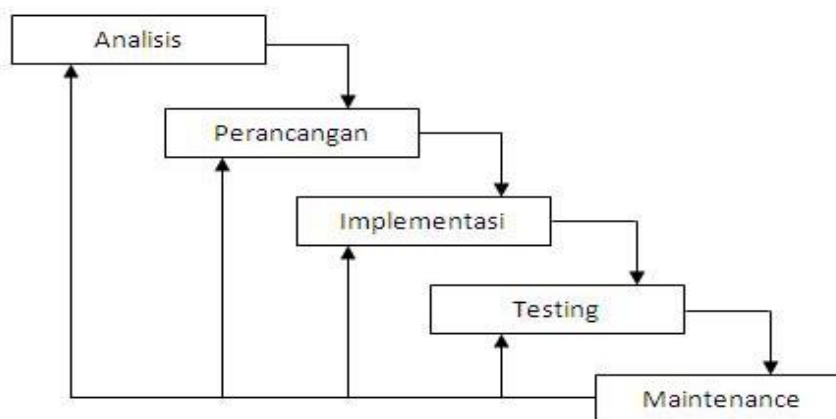 Analisis
Perancangan
Implementasi
Testing
Maintenance